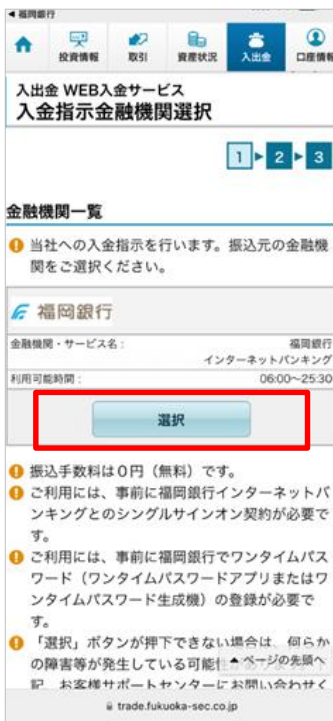 ◀ 福岡銀行
投資情報 取引 資産状況 入出金 口座情報
入出金 WEB入金サービス
入金指示金融機関選択
1 ▶ 2 ▶ 3
金融機関一覧
当社への入金指示を行います。振込元の金融機
関をご選択ください。
福岡銀行
金融機関・サービス名： 福岡銀行
インターネットバンキング
利用可能時間： 06:00～25:30
選択
振込手数料は０円（無料）です。
ご利用には、事前に福岡銀行インターネットバ
ンキングとのシングルサインオン契約が必要で
す。
ご利用には、事前に福岡銀行でワンタイムパス
ワード（ワンタイムパスワードアプリまたはワ
ンタイムパスワード生成機）の登録が必要で
す。
「選択」ボタンが押下できない場合は、何らか
の障害等が発生している可能性
▲ページの先頭へ
記 お客様サポートセンターにお問い合わせく
trade.fukuoka-sec.co.jp